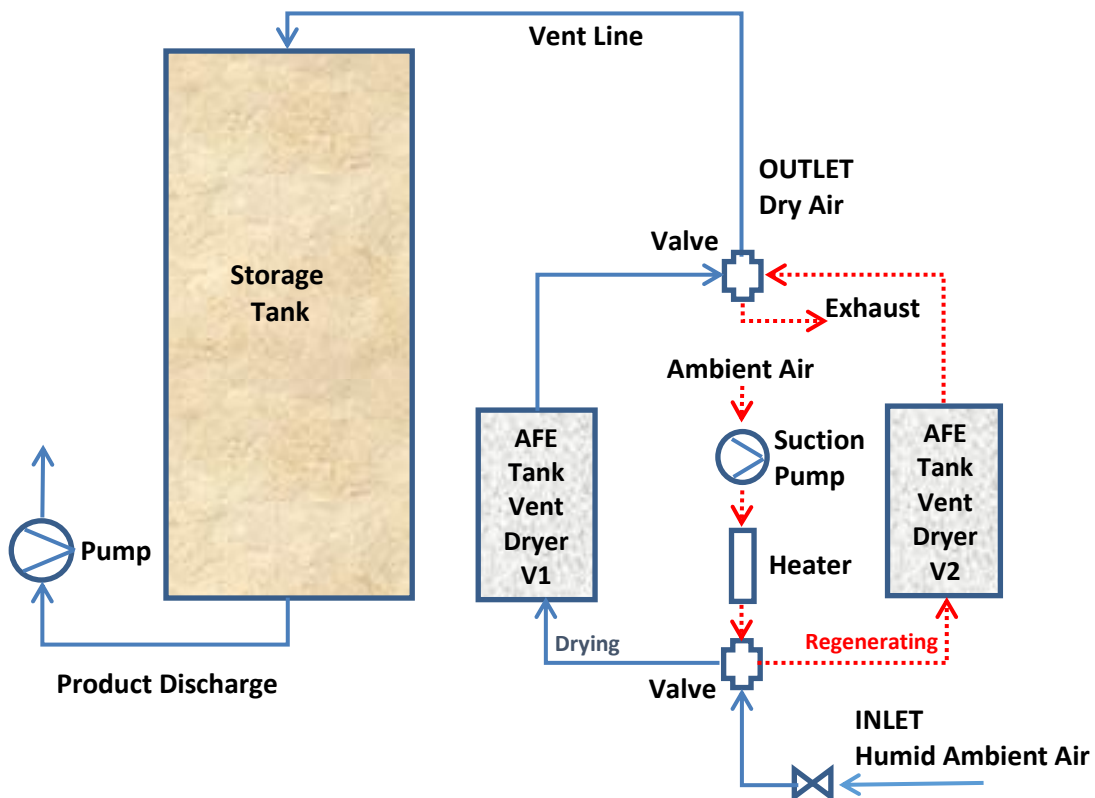 Vent Line
OUTLET
Dry Air
Valve
Storage
Tank
Exhaust
Ambient Air
AFE
Tank
Vent
Dryer
V1
Suction
Pump
AFE
Tank
Vent
Dryer
V2
Pump
Heater
Drying
Regenerating
Product Discharge
Valve
INLET
Humid Ambient Air